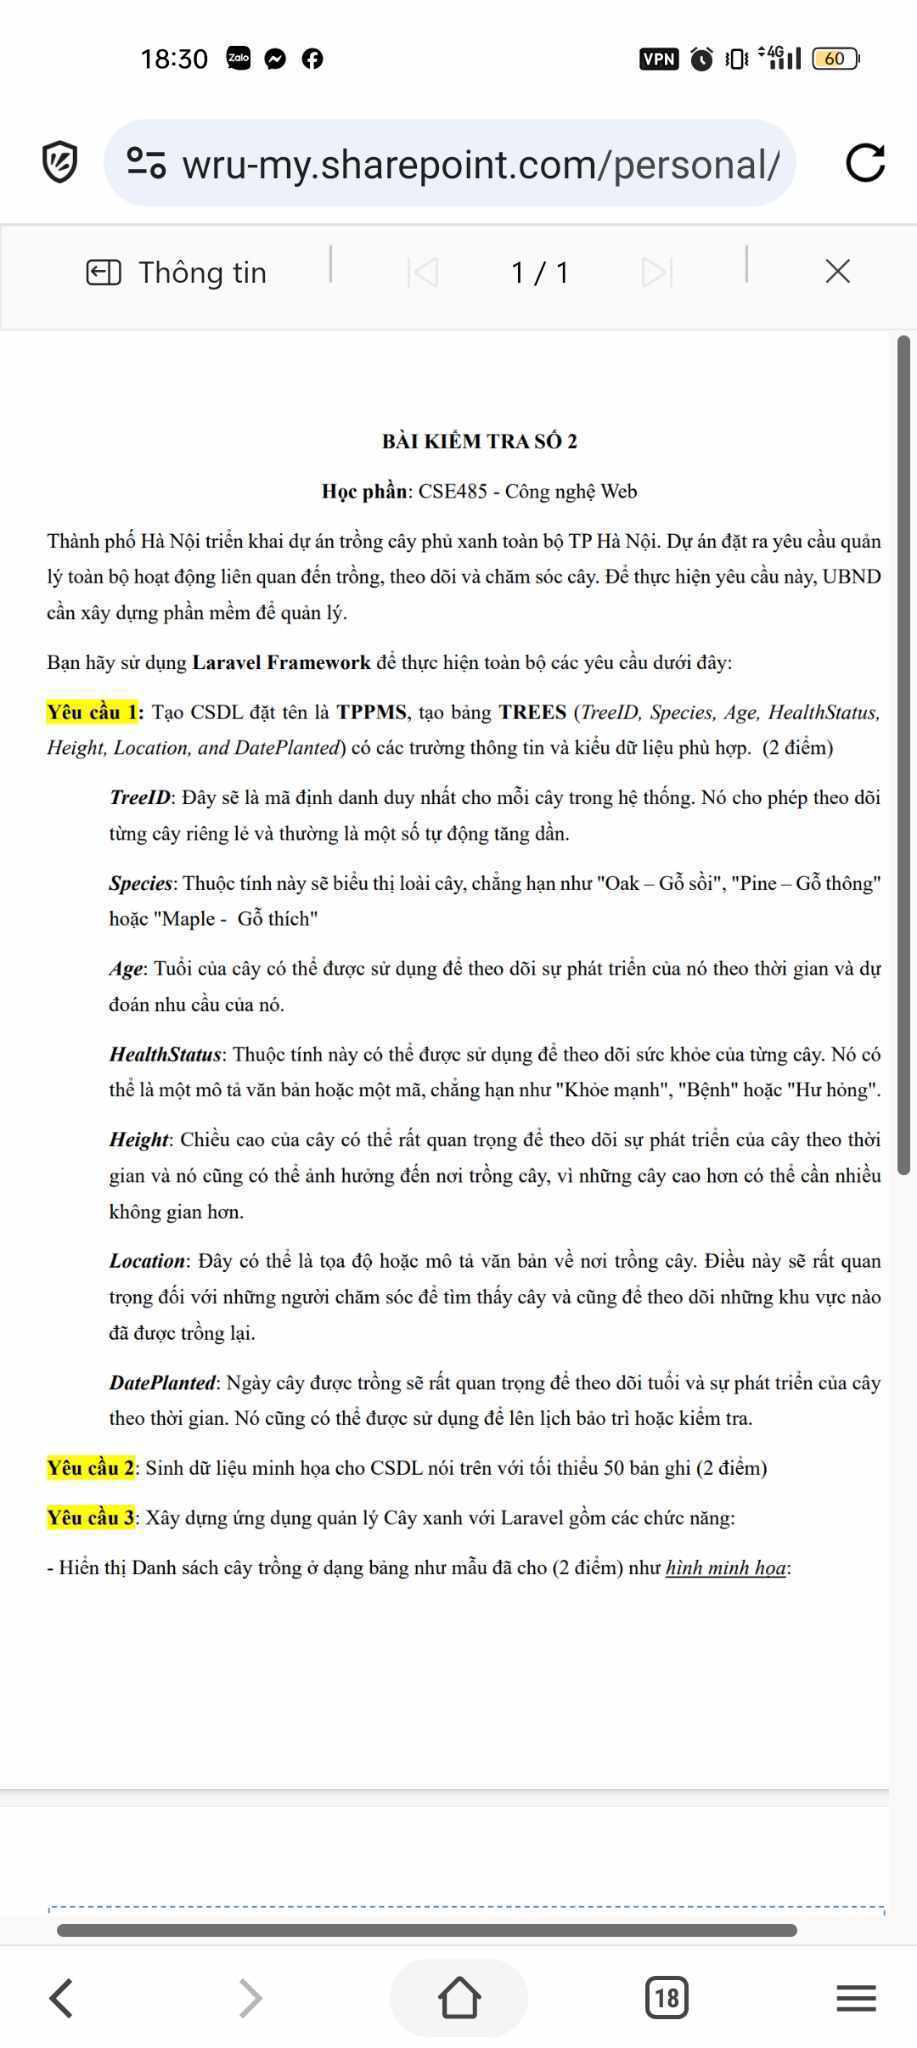 18:30 Zalo VPN 4G 60
wru-my.sharepoint.com/personal/
Thông tin 1 / 1
BÀI KIỂM TRA SỐ 2
Học phần: CSE485 - Công nghệ Web
Thành phố Hà Nội triển khai dự án trồng cây phủ xanh toàn bộ TP Hà Nội. Dự án đặt ra yêu cầu quản
lý toàn bộ hoạt động liên quan đến trồng, theo dõi và chăm sóc cây. Để thực hiện yêu cầu này, UBND
cần xây dựng phần mềm để quản lý.
Bạn hãy sử dụng Laravel Framework để thực hiện toàn bộ các yêu cầu dưới đây:
Yêu cầu 1: Tạo CSDL đặt tên là TPPMS, tạo bảng TREES (TreeID, Species, Age, HealthStatus,
Height, Location, and DatePlanted) có các trường thông tin và kiểu dữ liệu phù hợp. (2 điểm)
TreeID: Đây sẽ là mã định danh duy nhất cho mỗi cây trong hệ thống. Nó cho phép theo dõi
từng cây riêng lẻ và thường là một số tự động tăng dần.
Species: Thuộc tính này sẽ biểu thị loài cây, chẳng hạn như "Oak – Gỗ sồi", "Pine – Gỗ thông"
hoặc "Maple - Gỗ thích"
Age: Tuổi của cây có thể được sử dụng để theo dõi sự phát triển của nó theo thời gian và dự
đoán nhu cầu của nó.
HealthStatus: Thuộc tính này có thể được sử dụng để theo dõi sức khỏe của từng cây. Nó có
thể là một mô tả văn bản hoặc một mã, chẳng hạn như "Khỏe mạnh", "Bệnh" hoặc "Hư hỏng".
Height: Chiều cao của cây có thể rất quan trọng để theo dõi sự phát triển của cây theo thời
gian và nó cũng có thể ảnh hưởng đến nơi trồng cây, vì những cây cao hơn có thể cần nhiều
không gian hơn.
Location: Đây có thể là tọa độ hoặc mô tả văn bản về nơi trồng cây. Điều này sẽ rất quan
trọng đối với những người chăm sóc để tìm thấy cây và cũng để theo dõi những khu vực nào
đã được trồng lại.
DatePlanted: Ngày cây được trồng sẽ rất quan trọng để theo dõi tuổi và sự phát triển của cây
theo thời gian. Nó cũng có thể được sử dụng để lên lịch bảo trì hoặc kiểm tra.
Yêu cầu 2: Sinh dữ liệu minh họa cho CSDL nói trên với tối thiểu 50 bản ghi (2 điểm)
Yêu cầu 3: Xây dựng ứng dụng quản lý Cây xanh với Laravel gồm các chức năng:
- Hiển thị Danh sách cây trồng ở dạng bảng như mẫu đã cho (2 điểm) như hình minh họa:
18